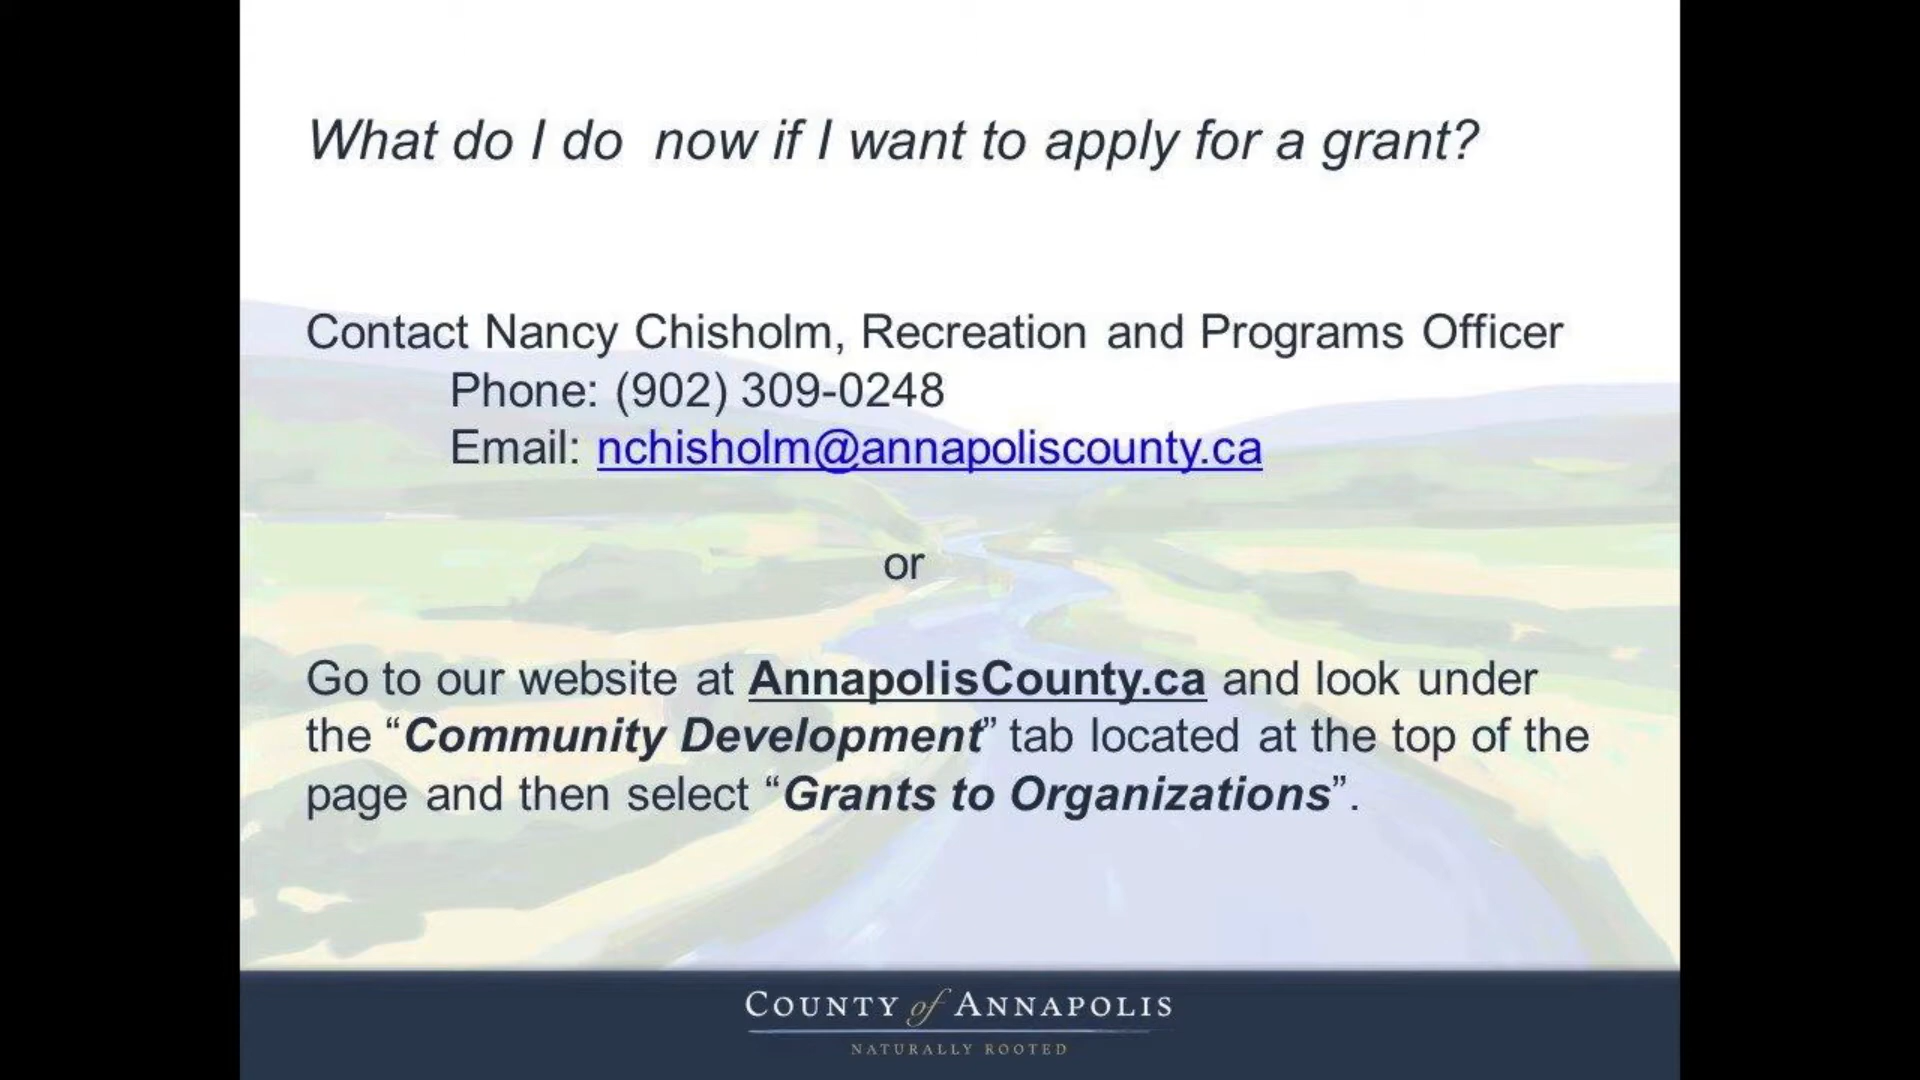 What do I do  now if I want to apply for a grant?
Contact Nancy Chisholm, Recreation and Programs Officer
Phone: (902) 309-0248
Email: nchisholm@annapoliscounty.ca
or
Go to our website at AnnapolisCounty.ca and look under
the “Community Development” tab located at the top of the
page and then select “Grants to Organizations”.
COUNTY of ANNAPOLIS
NATURALLY ROOTED